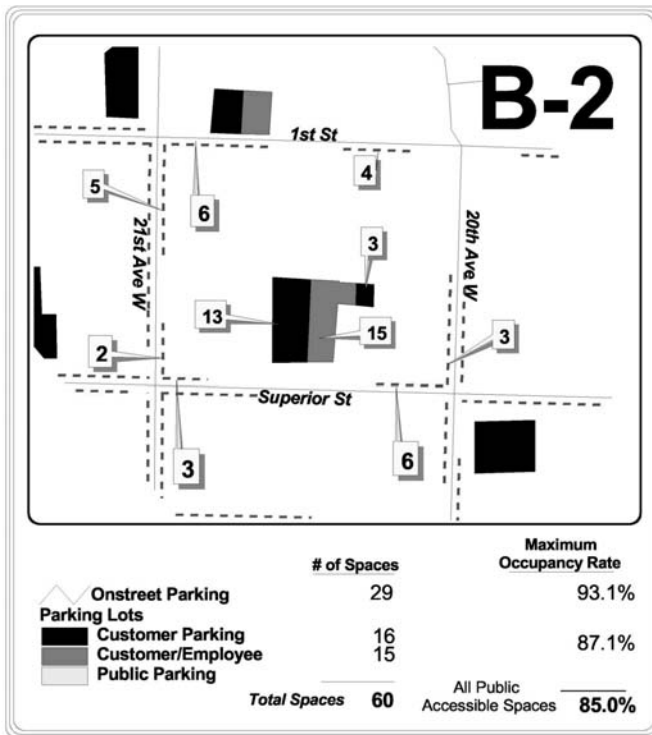 B-2
1st St
5
6
4
21st Ave W
20th Ave W
3
13
15
2
3
Superior St
3
6
# of Spaces
Maximum
Occupancy Rate
Onstreet Parking 29 93.1%
Parking Lots
Customer Parking 16
87.1%
Customer/Employee 15
Public Parking
Total Spaces 60
All Public
Accessible Spaces 85.0%